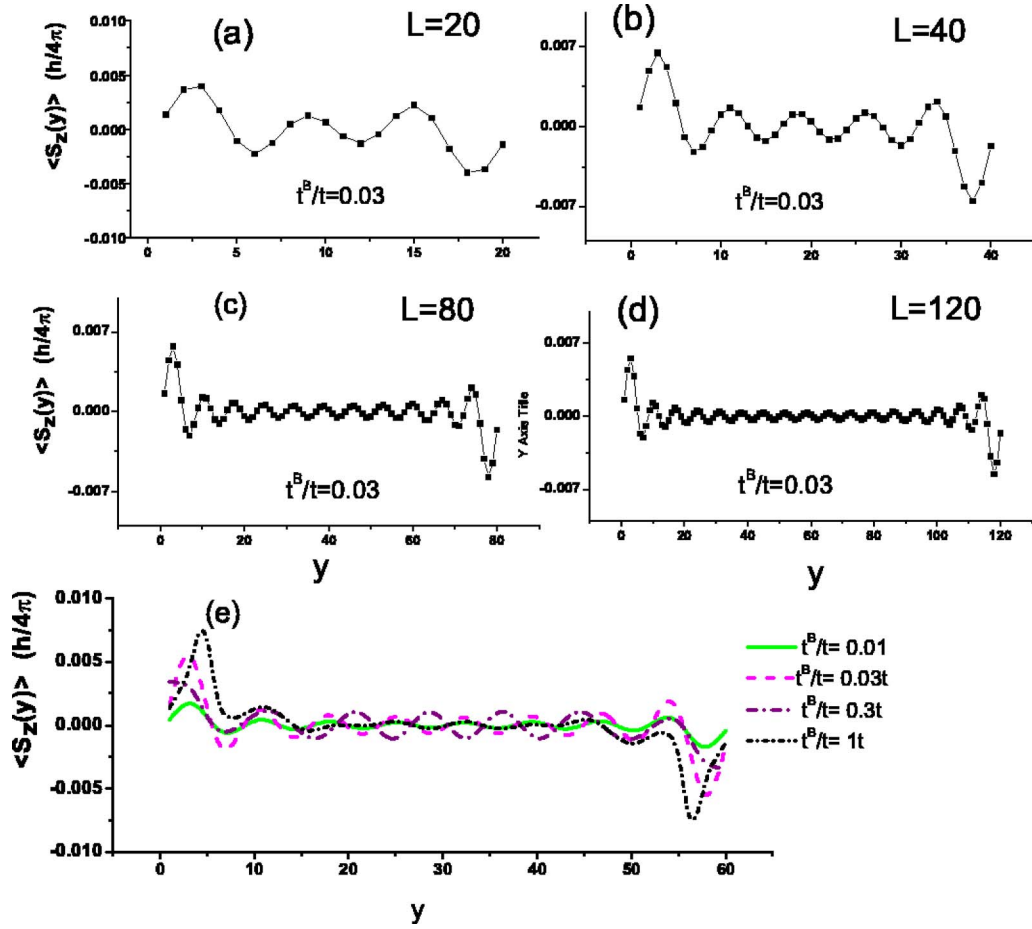 (a) L=20
0.010
0.005
0.000
-0.005
-0.010
<S_z(y)> (h/4π)
t^B/t=0.03
0 5 10 15 20
(b) L=40
0.007
0.000
-0.007
t^B/t=0.03
0 10 20 30 40
(c) L=80
0.007
0.000
-0.007
<S_z(y)> (h/4π)
t^B/t=0.03
0 20 40 60 80
y
(d) L=120
0.007
0.000
-0.007
Y Axis Title
t^B/t=0.03
0 20 40 60 80 100 120
y
(e)
0.010
0.005
0.000
-0.005
-0.010
<S_z(y)> (h/4π)
0 10 20 30 40 50 60
y
t^B/t= 0.01
t^B/t= 0.03t
t^B/t= 0.3t
t^B/t= 1t